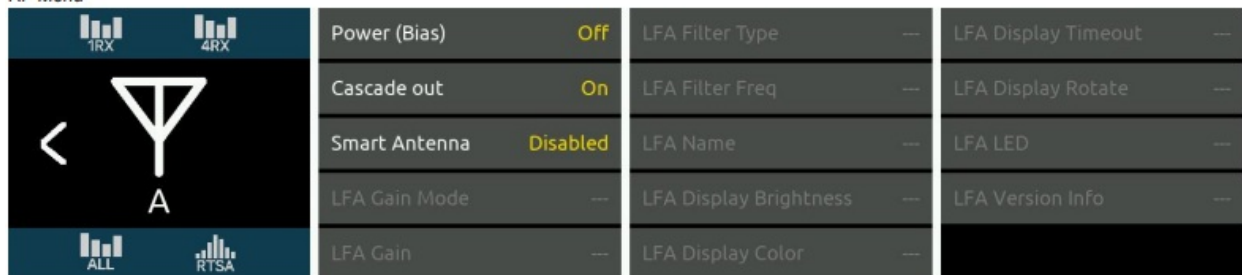 1RX 4RX
A
ALL RTSA
Power (Bias) Off
Cascade out On
Smart Antenna Disabled
LFA Gain Mode ---
LFA Gain ---
LFA Filter Type ---
LFA Filter Freq ---
LFA Name ---
LFA Display Brightness ---
LFA Display Color ---
LFA Display Timeout ---
LFA Display Rotate ---
LFA LED ---
LFA Version Info ---